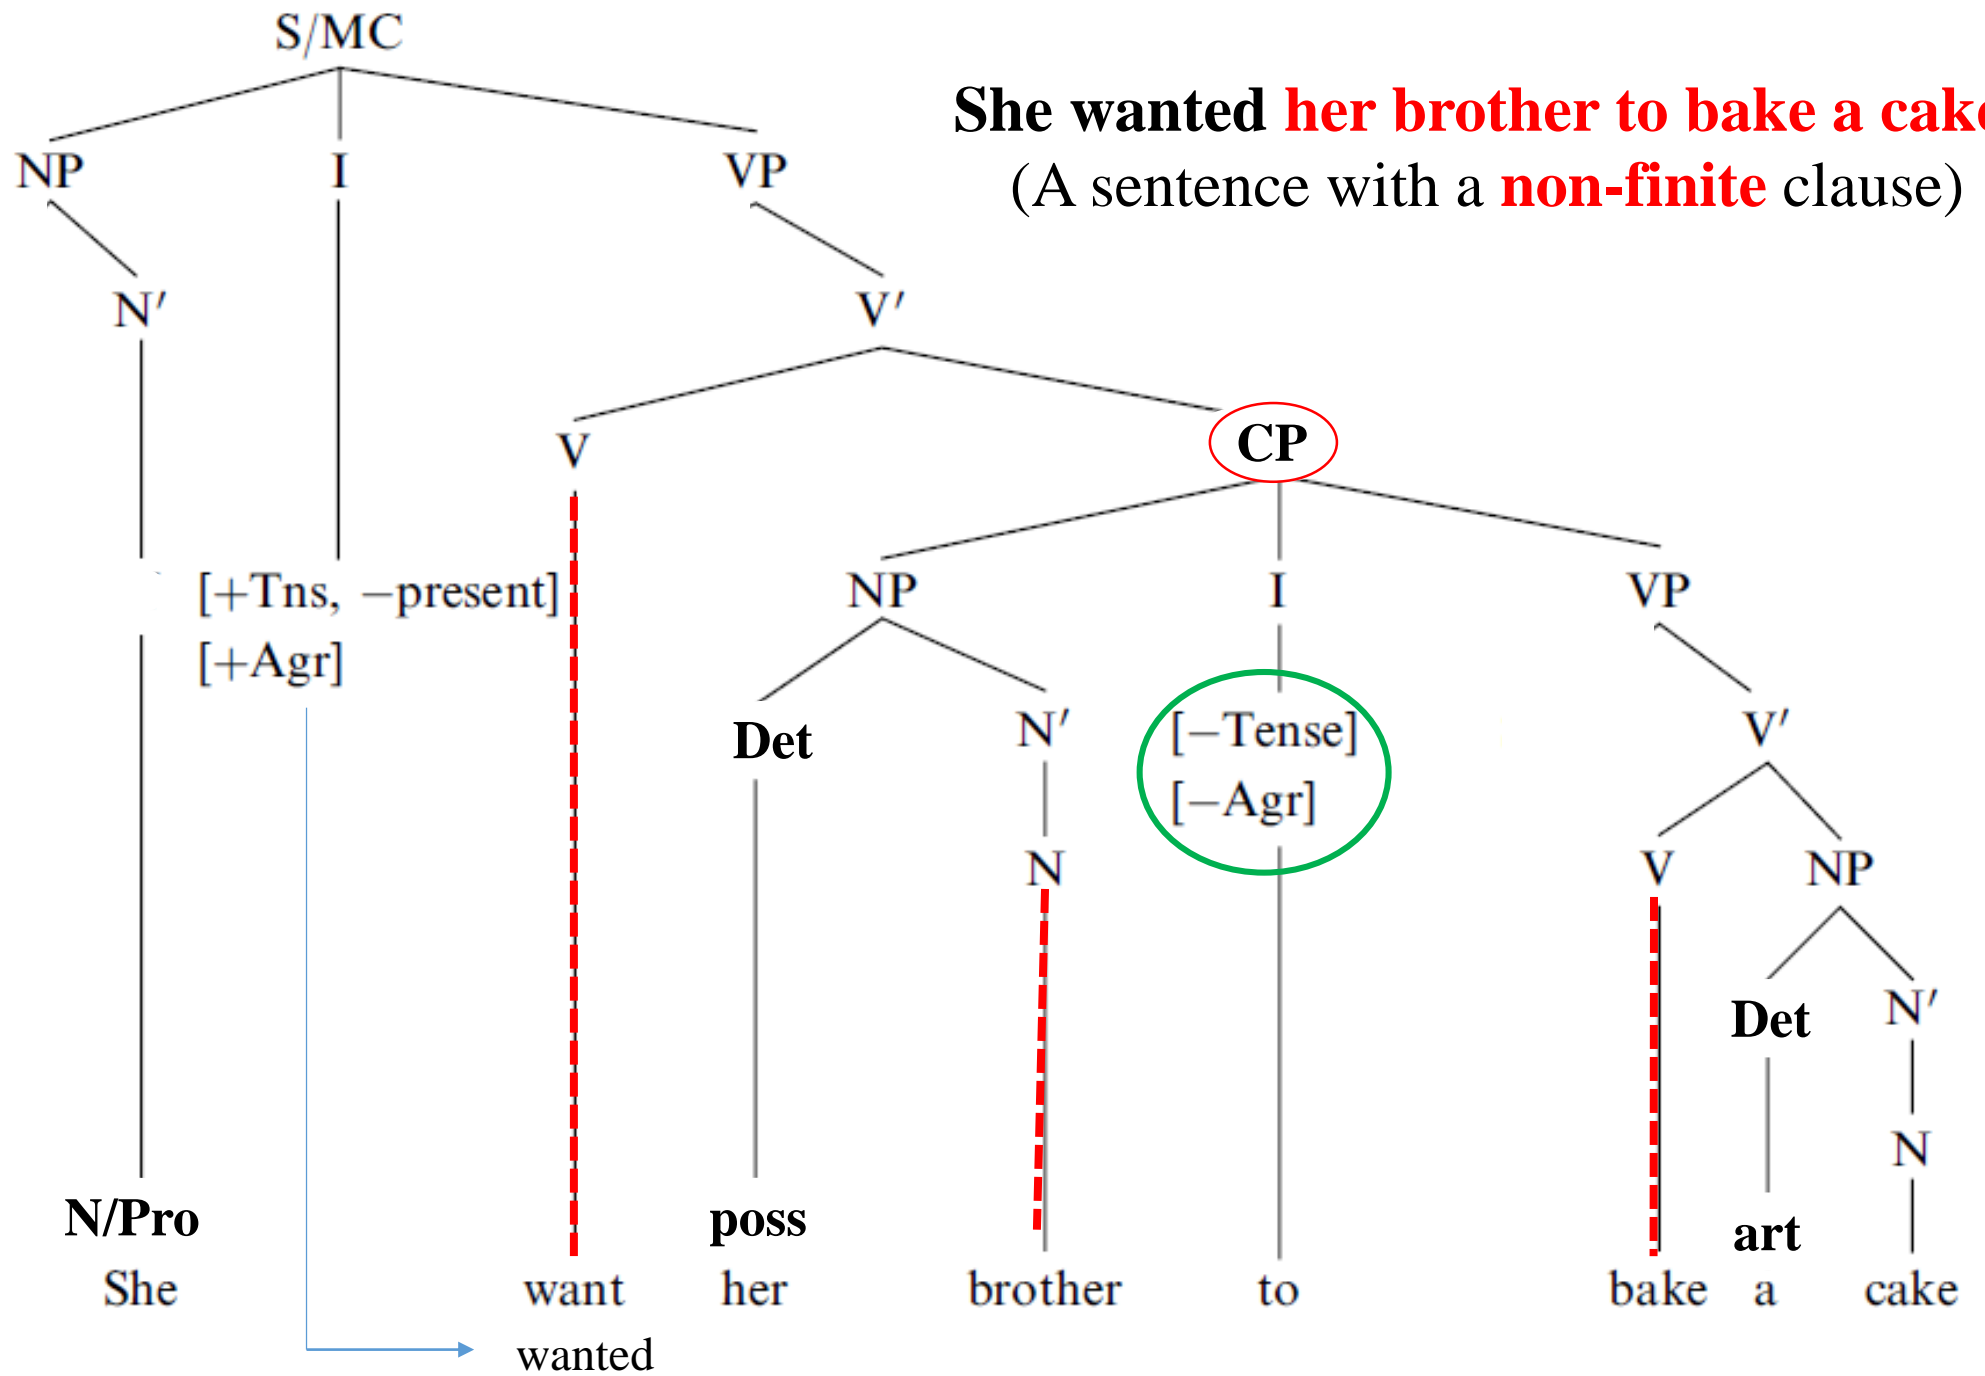 S/MC
She wanted her brother to bake a cake
(A sentence with a non-finite clause)
NP I VP
N′ V′
V CP
[+Tns, −present] NP I VP
[+Agr]
Det N′ [−Tense] V′
[−Agr]
N V NP
Det N′
N
N/Pro poss art
She want her brother to bake a cake
wanted